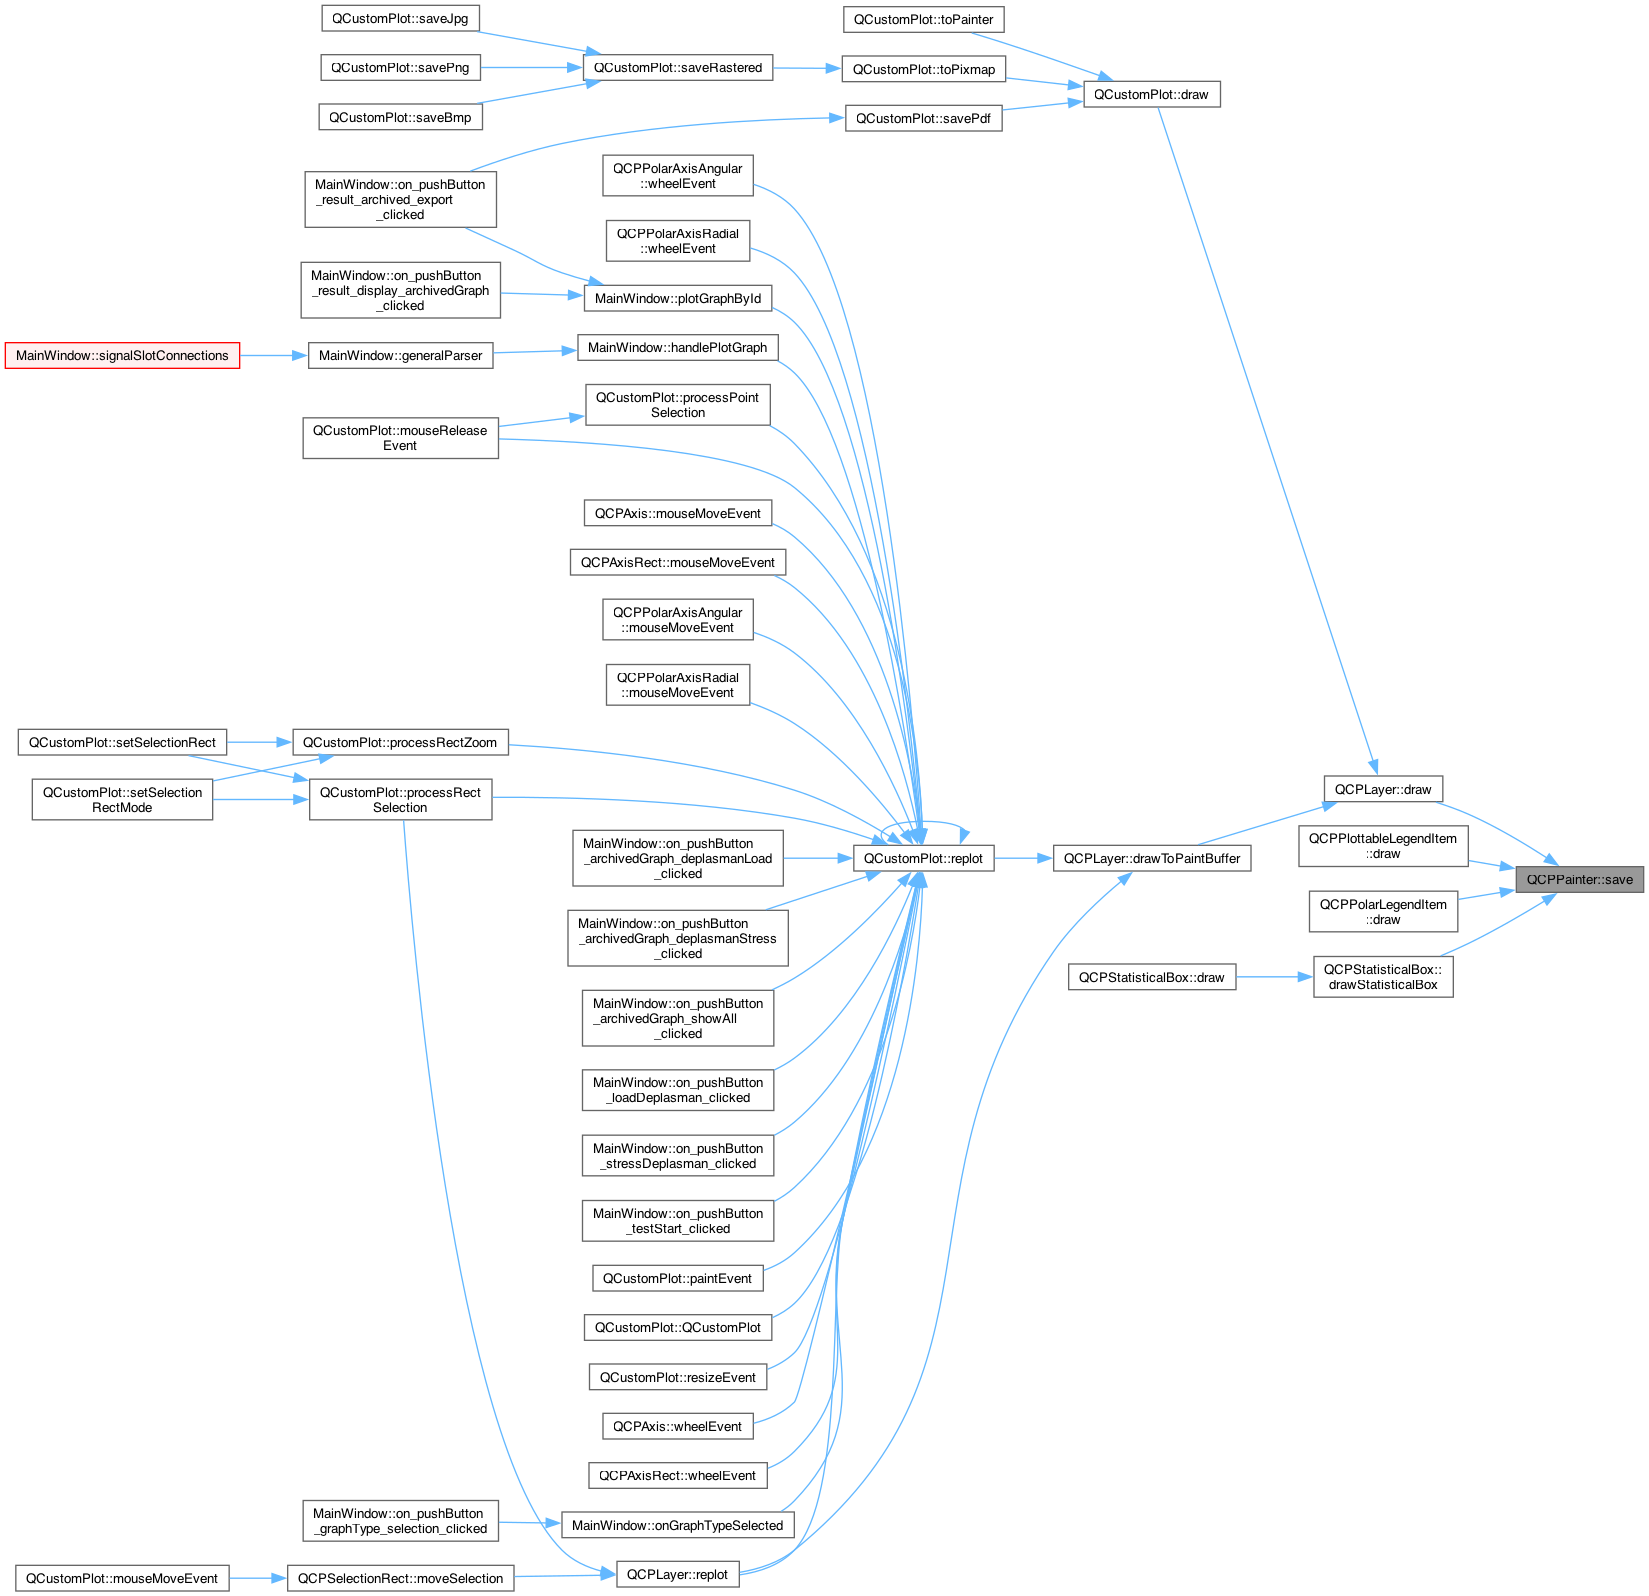 QCustomPlot::saveJpg
QCustomPlot::toPainter
QCustomPlot::savePng
QCustomPlot::saveRastered
QCustomPlot::toPixmap
QCustomPlot::draw
QCustomPlot::saveBmp
QCustomPlot::savePdf
MainWindow::on_pushButton
_result_archived_export
_clicked
QCPPolarAxisAngular
::wheelEvent
QCPPolarAxisRadial
::wheelEvent
MainWindow::on_pushButton
_result_display_archivedGraph
_clicked
MainWindow::plotGraphById
MainWindow::signalSlotConnections
MainWindow::generalParser
MainWindow::handlePlotGraph
QCustomPlot::processPoint
Selection
QCustomPlot::mouseRelease
Event
QCPAxis::mouseMoveEvent
QCPAxisRect::mouseMoveEvent
QCPPolarAxisAngular
::mouseMoveEvent
QCPPolarAxisRadial
::mouseMoveEvent
QCustomPlot::setSelectionRect
QCustomPlot::processRectZoom
QCustomPlot::setSelection
RectMode
QCustomPlot::processRect
Selection
QCPLayer::draw
MainWindow::on_pushButton
_archivedGraph_deplasmanLoad
_clicked
QCustomPlot::replot
QCPLayer::drawToPaintBuffer
QCPPlottableLegendItem
::draw
QCPPainter::save
QCPPolarLegendItem
::draw
MainWindow::on_pushButton
_archivedGraph_deplasmanStress
_clicked
QCPStatisticalBox::draw
QCPStatisticalBox::
drawStatisticalBox
MainWindow::on_pushButton
_archivedGraph_showAll
_clicked
MainWindow::on_pushButton
_loadDeplasman_clicked
MainWindow::on_pushButton
_stressDeplasman_clicked
MainWindow::on_pushButton
_testStart_clicked
QCustomPlot::paintEvent
QCustomPlot::QCustomPlot
QCustomPlot::resizeEvent
QCPAxis::wheelEvent
QCPAxisRect::wheelEvent
MainWindow::on_pushButton
_graphType_selection_clicked
MainWindow::onGraphTypeSelected
QCustomPlot::mouseMoveEvent
QCPSelectionRect::moveSelection
QCPLayer::replot